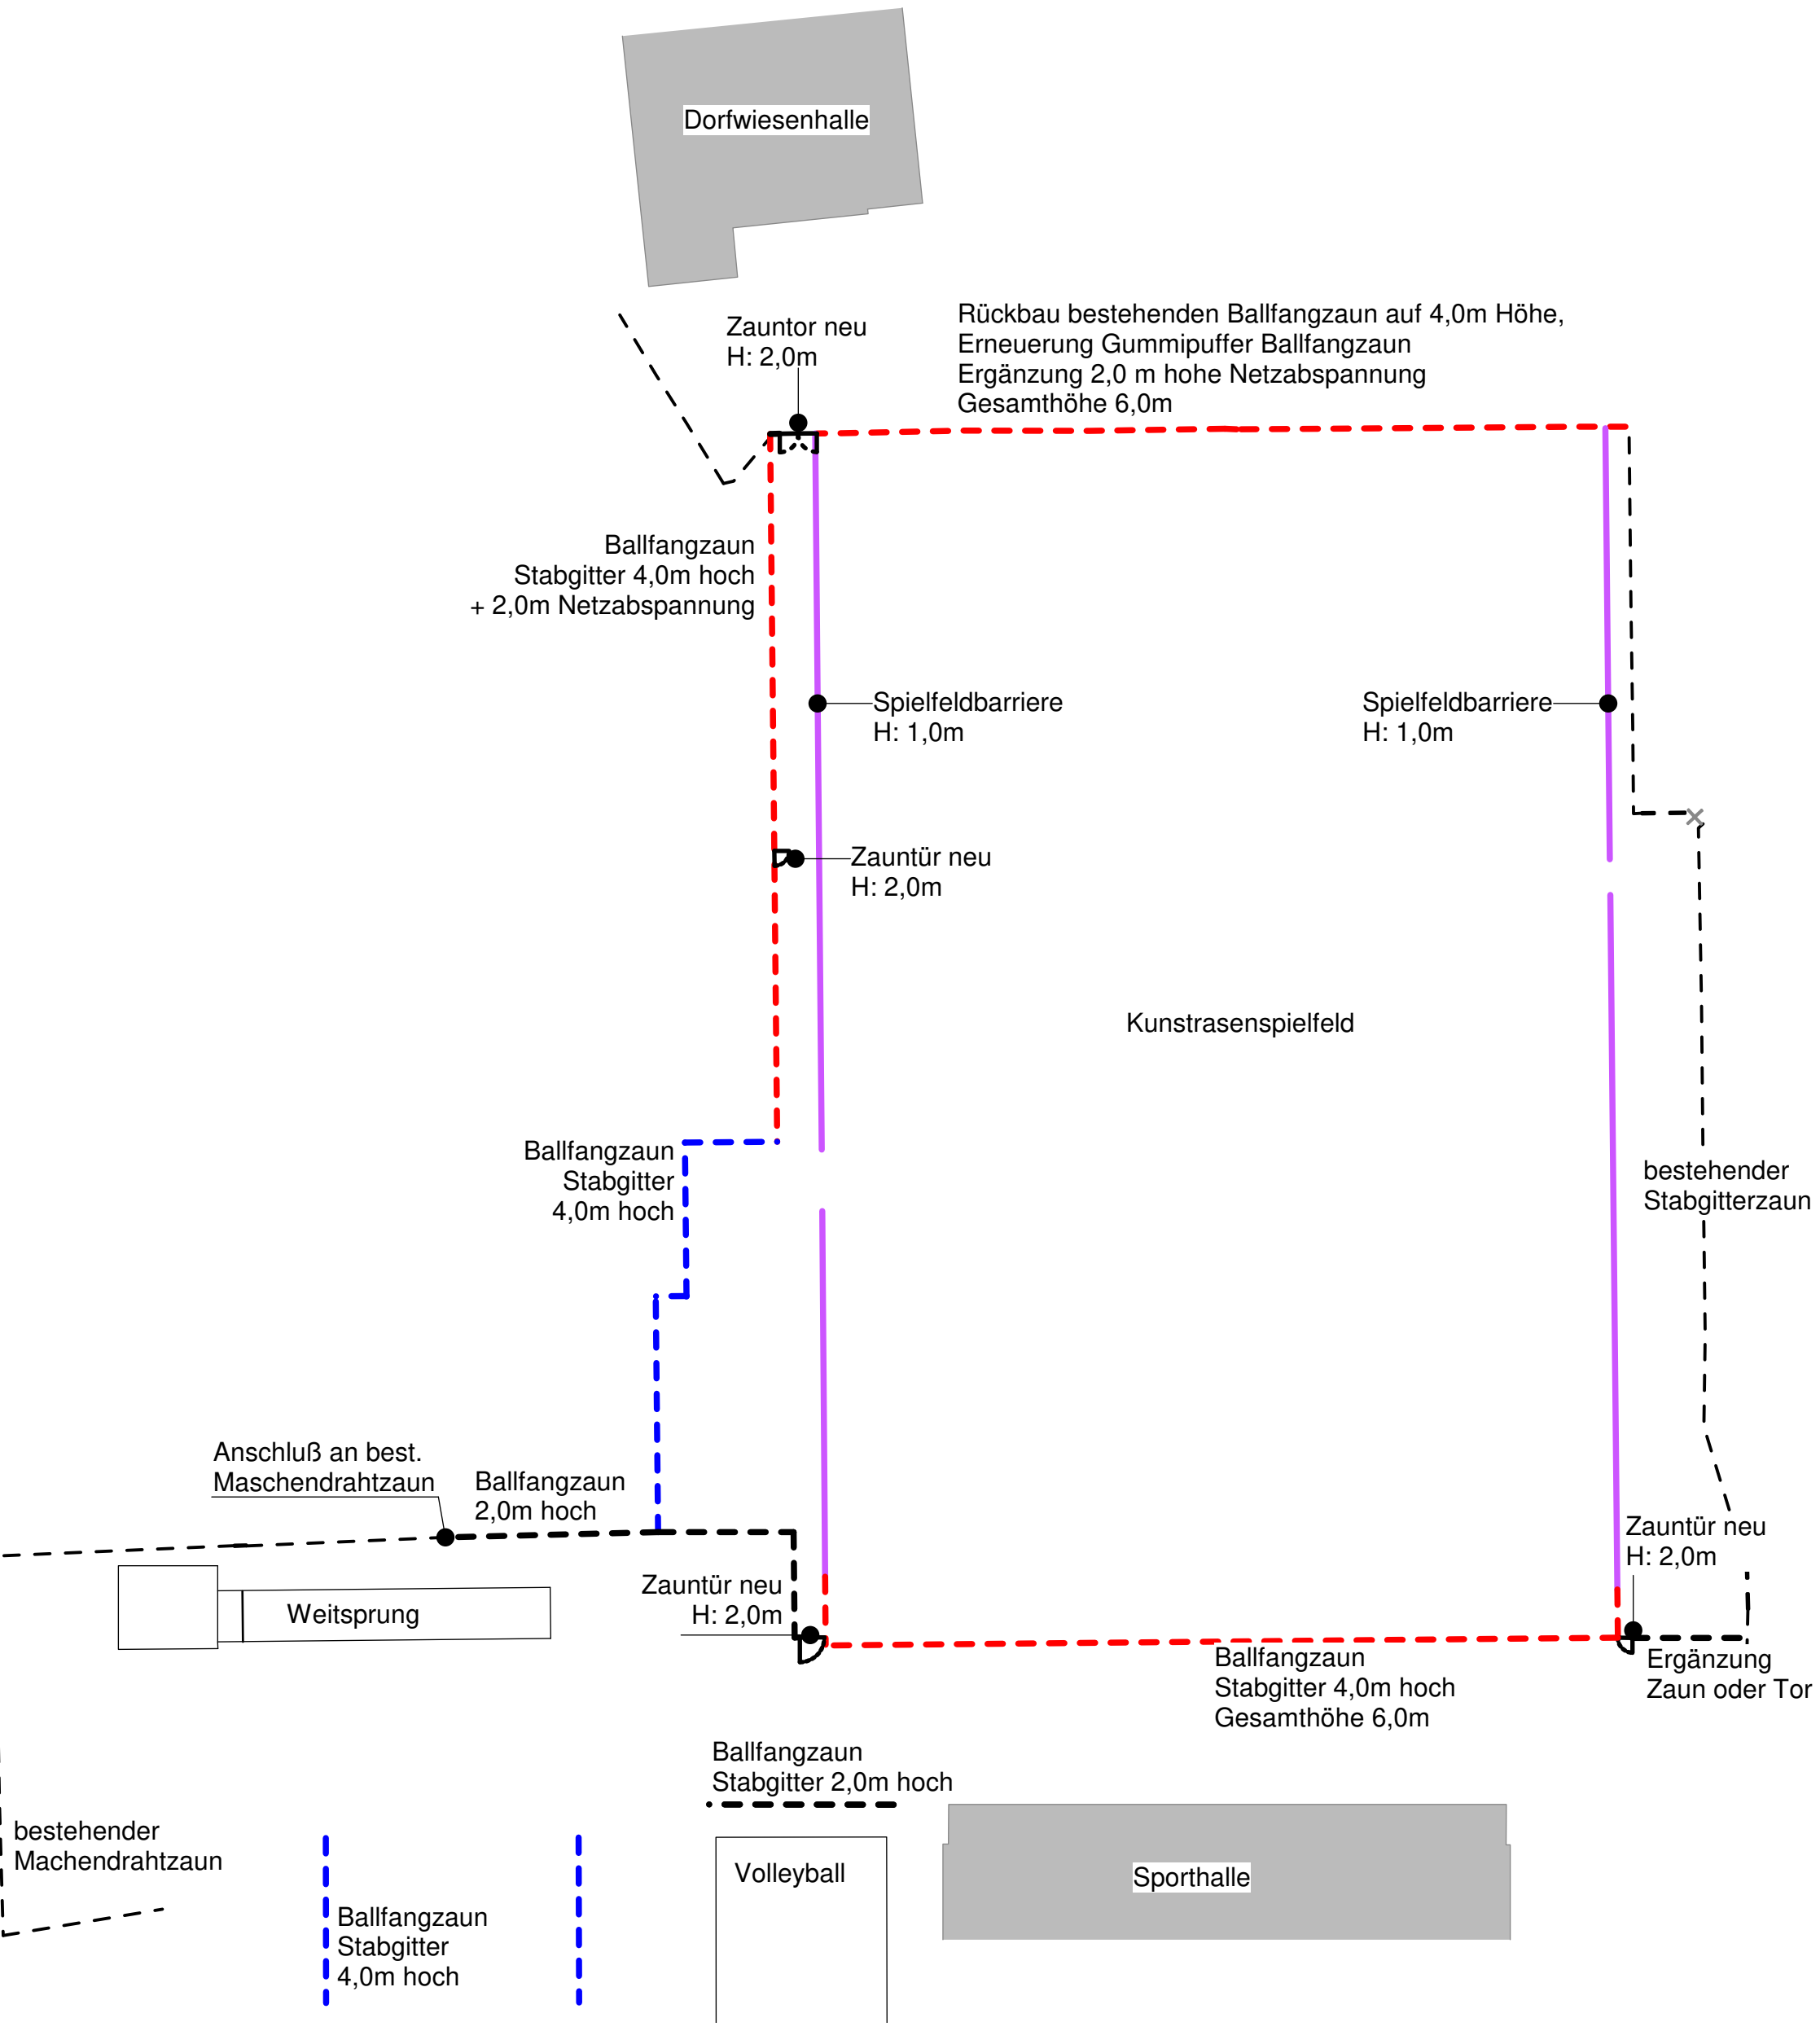 Dorfwiesenhalle
Zauntor neu
H: 2,0m
Rückbau bestehenden Ballfangzaun auf 4,0m Höhe,
Erneuerung Gummipuffer Ballfangzaun
Ergänzung 2,0 m hohe Netzabspannung
Gesamthöhe 6,0m
Ballfangzaun
Stabgitter 4,0m hoch
+ 2,0m Netzabspannung
Spielfeldbarriere
H: 1,0m
Spielfeldbarriere
H: 1,0m
Zauntür neu
H: 2,0m
Kunstrasenspielfeld
Ballfangzaun
Stabgitter
4,0m hoch
bestehender
Stabgitterzaun
Anschluß an best.
Maschendrahtzaun
Ballfangzaun
2,0m hoch
Zauntür neu
H: 2,0m
Zauntür neu
H: 2,0m
Weitsprung
Ballfangzaun
Stabgitter 4,0m hoch
Gesamthöhe 6,0m
Ergänzung
Zaun oder Tor
Ballfangzaun
Stabgitter 2,0m hoch
bestehender
Machendrahtzaun
Volleyball
Sporthalle
Ballfangzaun
Stabgitter
4,0m hoch